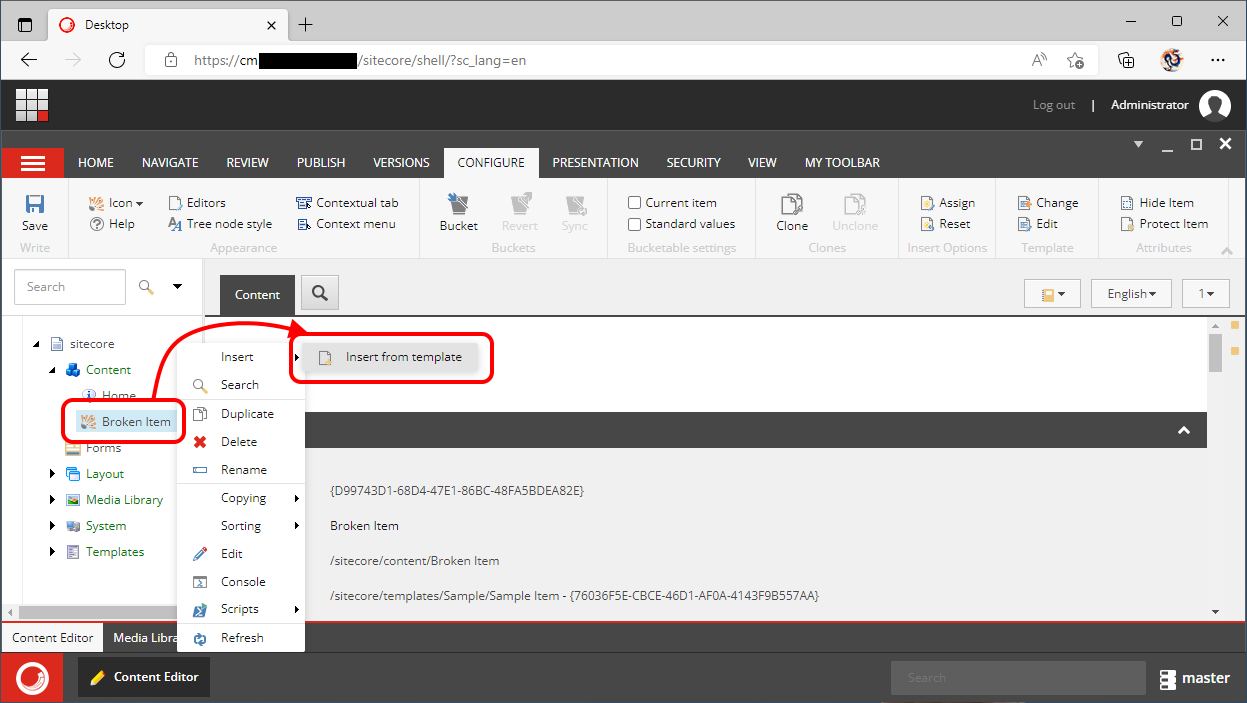 Desktop
https://cm /sitecore/shell/?sc_lang=en
Log out | Administrator
HOME NAVIGATE REVIEW PUBLISH VERSIONS CONFIGURE PRESENTATION SECURITY VIEW MY TOOLBAR
Icon Editors Contextual tab Current item Assign Change Hide Item
Save Help Tree node style Context menu Bucket Revert Sync Standard values Clone Unclone Reset Edit Protect Item
Write Appearance Buckets Bucketable settings Clones Insert Options Template Attributes
Search Content English 1
sitecore
Content
Home
Broken Item
Forms
Layout
Media Library
System
Templates
Insert Insert from template
Search
Duplicate
Delete
Rename
Copying
Sorting
Edit
Console
Scripts
Refresh
{D99743D1-68D4-47E1-86BC-48FA5BDEA82E}
Broken Item
/sitecore/content/Broken Item
/sitecore/templates/Sample/Sample Item - {76036F5E-CBCE-46D1-AF0A-4143F9B557AA}
Content Editor Media Libra
Content Editor Search master